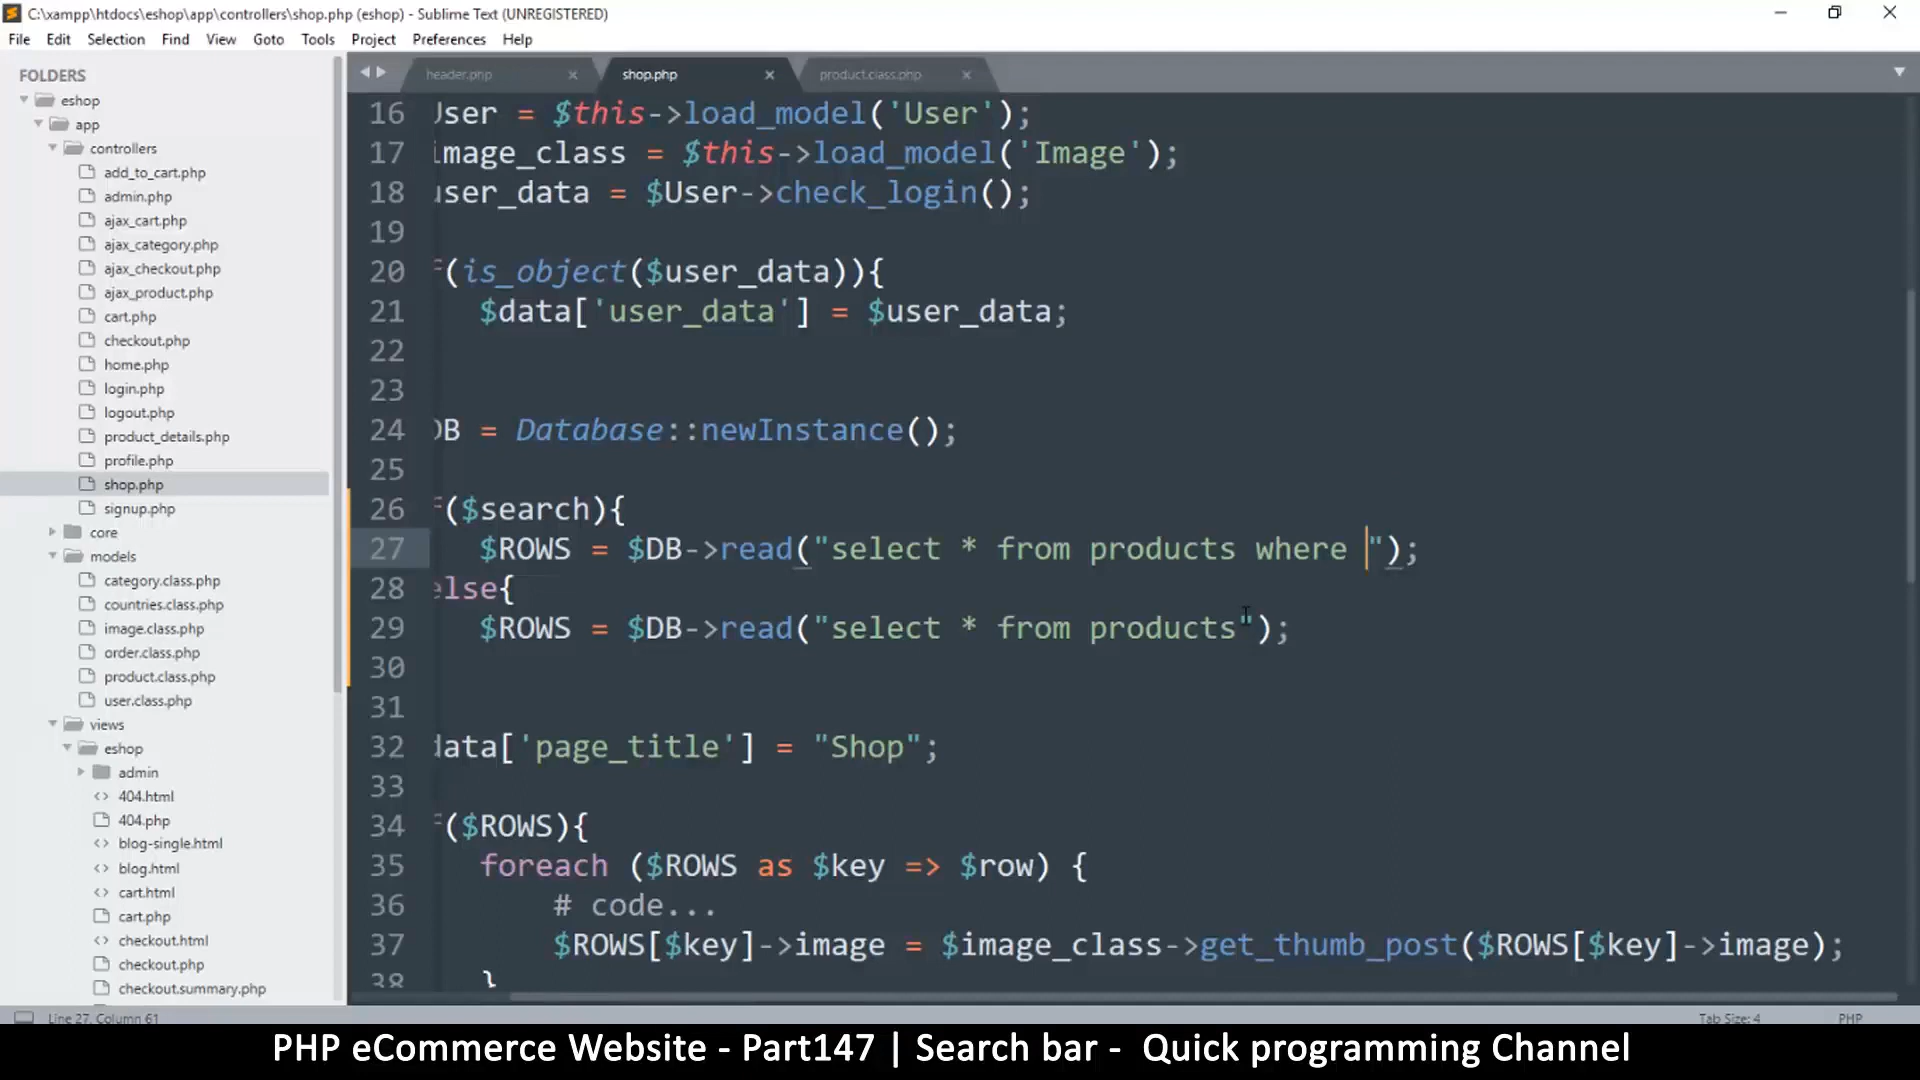 C:\xampp\htdocs\eshop\app\controllers\shop.php (eshop) - Sublime Text (UNREGISTERED)
File Edit Selection Find View Goto Tools Project Preferences Help
FOLDERS
eshop
app
controllers
add_to_cart.php
admin.php
ajax_cart.php
ajax_category.php
ajax_checkout.php
ajax_product.php
cart.php
checkout.php
home.php
login.php
logout.php
product_details.php
profile.php
shop.php
signup.php
core
models
category.class.php
countries.class.php
image.class.php
order.class.php
product.class.php
user.class.php
views
eshop
admin
404.html
404.php
blog-single.html
blog.html
cart.html
cart.php
checkout.html
checkout.php
checkout.summary.php
header.php shop.php product.class.php
16 User = $this->load_model('User');
17 image_class = $this->load_model('Image');
18 user_data = $User->check_login();
19
20 f(is_object($user_data)){
21 $data['user_data'] = $user_data;
22
23
24 DB = Database::newInstance();
25
26 f($search){
27 $ROWS = $DB->read("select * from products where ");
28 else{
29 $ROWS = $DB->read("select * from products");
30
31
32 data['page_title'] = "Shop";
33
34 f($ROWS){
35 foreach ($ROWS as $key => $row) {
36 # code...
37 $ROWS[$key]->image = $image_class->get_thumb_post($ROWS[$key]->image);
38 }
Line 27, Column 61 Tab Size: 4 PHP
PHP eCommerce Website - Part147 | Search bar - Quick programming Channel